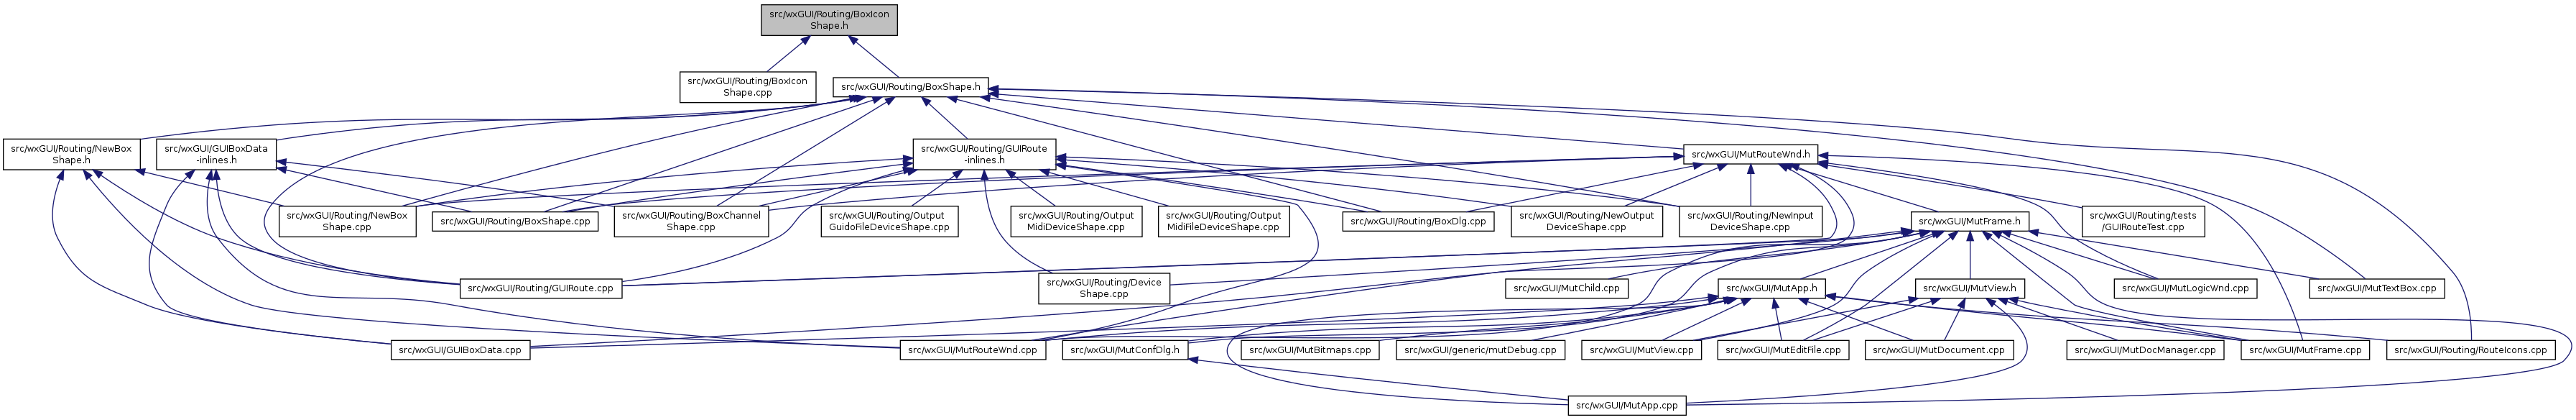 src/wxGUI/Routing/BoxIcon
Shape.h
src/wxGUI/Routing/BoxIcon
Shape.cpp
src/wxGUI/Routing/BoxShape.h
src/wxGUI/Routing/NewBox
Shape.h
src/wxGUI/GUIBoxData
-inlines.h
src/wxGUI/Routing/GUIRoute
-inlines.h
src/wxGUI/MutRouteWnd.h
src/wxGUI/Routing/NewBox
Shape.cpp
src/wxGUI/Routing/BoxShape.cpp
src/wxGUI/Routing/BoxChannel
Shape.cpp
src/wxGUI/Routing/Output
GuidoFileDeviceShape.cpp
src/wxGUI/Routing/Output
MidiDeviceShape.cpp
src/wxGUI/Routing/Output
MidiFileDeviceShape.cpp
src/wxGUI/Routing/BoxDlg.cpp
src/wxGUI/Routing/NewOutput
DeviceShape.cpp
src/wxGUI/Routing/NewInput
DeviceShape.cpp
src/wxGUI/MutFrame.h
src/wxGUI/Routing/tests
/GUIRouteTest.cpp
src/wxGUI/Routing/GUIRoute.cpp
src/wxGUI/Routing/Device
Shape.cpp
src/wxGUI/MutChild.cpp
src/wxGUI/MutApp.h
src/wxGUI/MutView.h
src/wxGUI/MutLogicWnd.cpp
src/wxGUI/MutTextBox.cpp
src/wxGUI/GUIBoxData.cpp
src/wxGUI/MutRouteWnd.cpp
src/wxGUI/MutConfDlg.h
src/wxGUI/MutBitmaps.cpp
src/wxGUI/generic/mutDebug.cpp
src/wxGUI/MutView.cpp
src/wxGUI/MutEditFile.cpp
src/wxGUI/MutDocument.cpp
src/wxGUI/MutDocManager.cpp
src/wxGUI/MutFrame.cpp
src/wxGUI/Routing/RouteIcons.cpp
src/wxGUI/MutApp.cpp